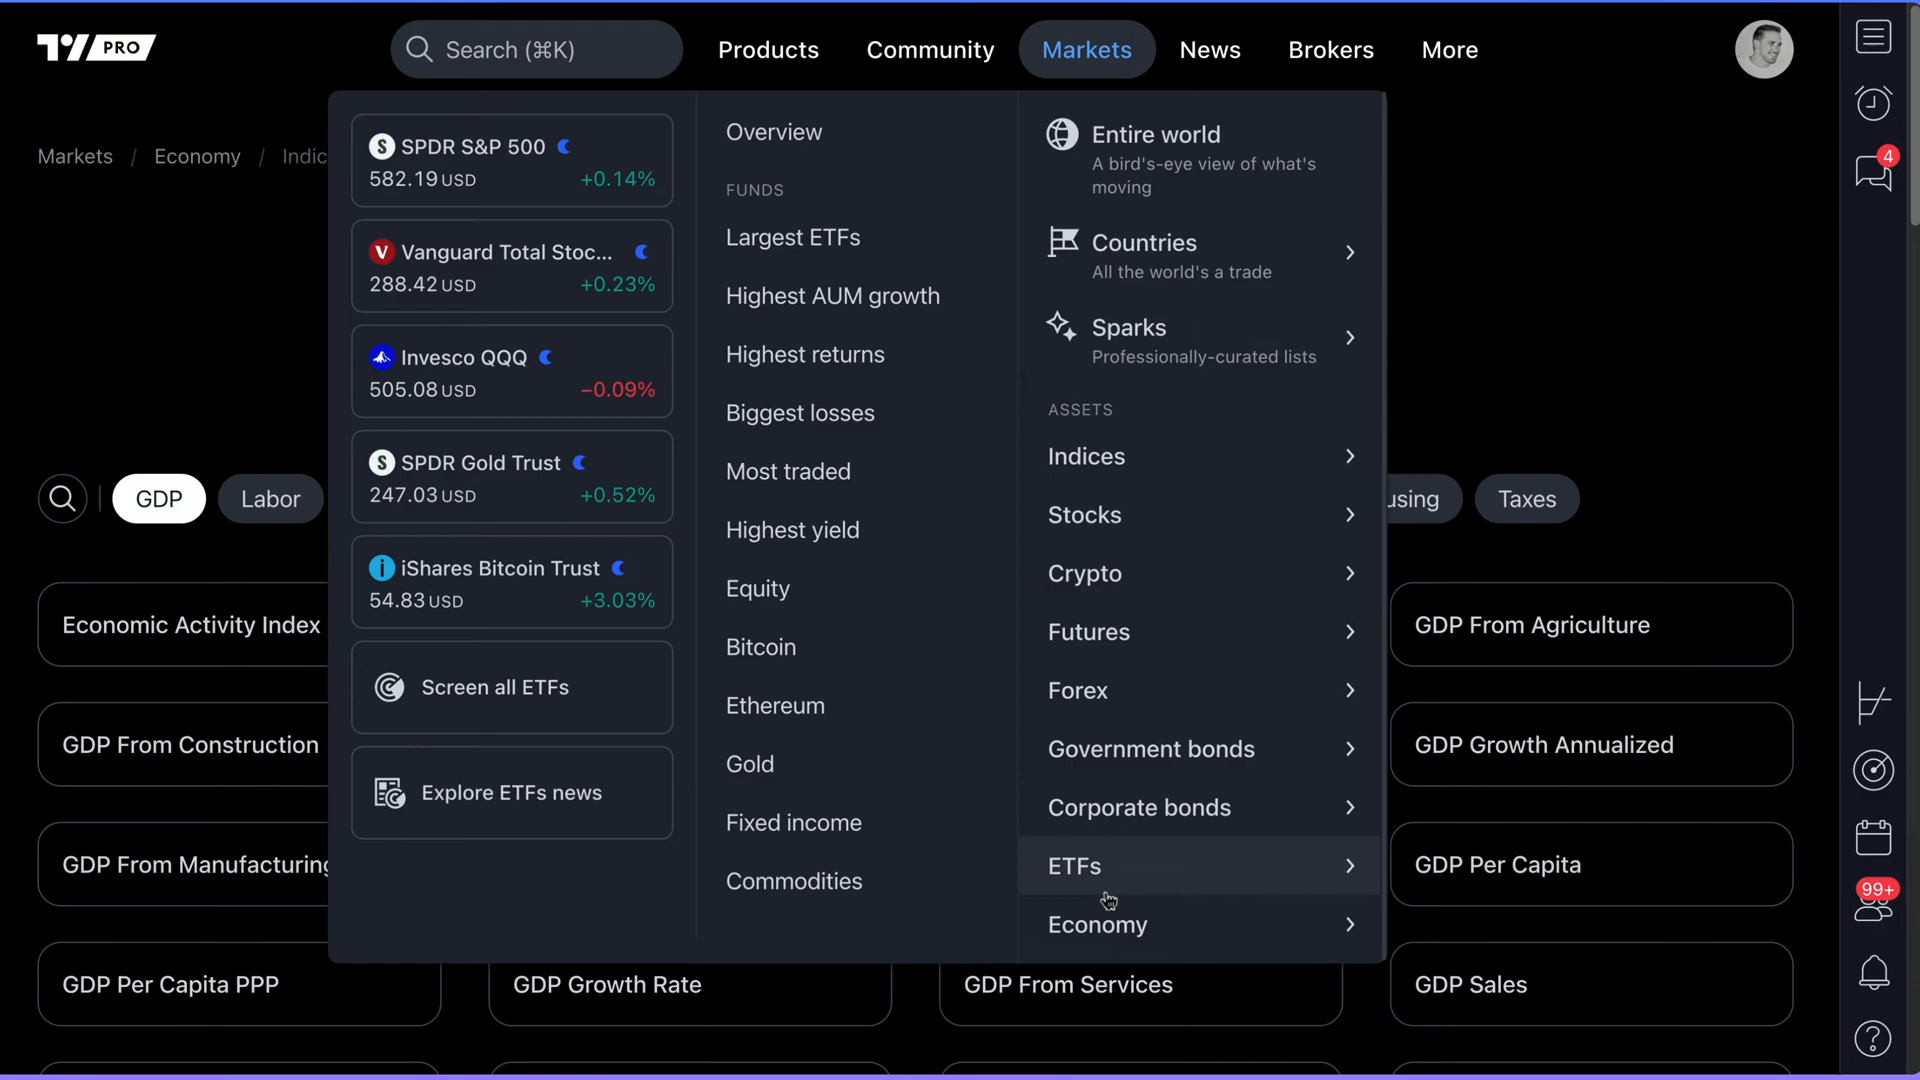 PRO
Search (⌘K)
Products
Community
Markets
News
Brokers
More
4
Markets / Economy / Indic
SPDR S&P 500
582.19 USD +0.14%
Vanguard Total Stoc...
288.42 USD +0.23%
Invesco QQQ
505.08 USD −0.09%
SPDR Gold Trust
247.03 USD +0.52%
iShares Bitcoin Trust
54.83 USD +3.03%
Screen all ETFs
Explore ETFs news
Overview
FUNDS
Largest ETFs
Highest AUM growth
Highest returns
Biggest losses
Most traded
Highest yield
Equity
Bitcoin
Ethereum
Gold
Fixed income
Commodities
Entire world
A bird's-eye view of what's
moving
Countries
All the world's a trade
Sparks
Professionally-curated lists
ASSETS
Indices
Stocks
Crypto
Futures
Forex
Government bonds
Corporate bonds
ETFs
Economy
GDP
Labor
using
Taxes
Economic Activity Index
GDP From Agriculture
GDP From Construction
GDP Growth Annualized
GDP From Manufacturing
GDP Per Capita
GDP Per Capita PPP
GDP Growth Rate
GDP From Services
GDP Sales
99+